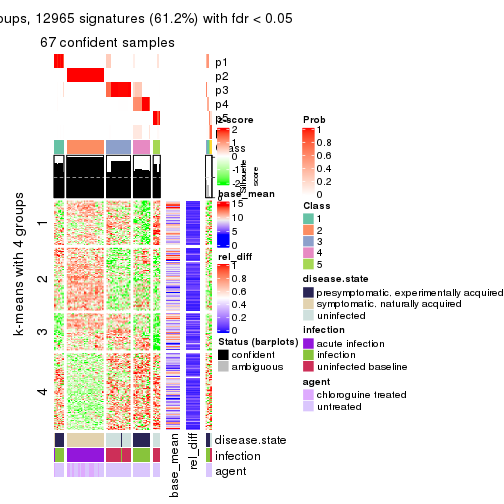 oups, 12965 signatures (61.2%) with fdr < 0.05
67 confident samples
p1
p2
p3
p4
p5
z-score
2
1
0
-1
-2
Silhouette
score
base_mean
15
10
5
0
rel_diff
1
0.8
0.6
0.4
0.2
0
Status (barplots)
confident
ambiguous
Prob
1
0.8
0.6
0.4
0.2
0
Class
1
2
3
4
5
disease.state
presymptomatic. experimentally acquired
symptomatic. naturally acquired
uninfected
infection
acute infection
infection
uninfected baseline
agent
chloroguine treated
untreated
k-means with 4 groups
1
2
3
4
disease.state
infection
agent
base_mean
rel_diff